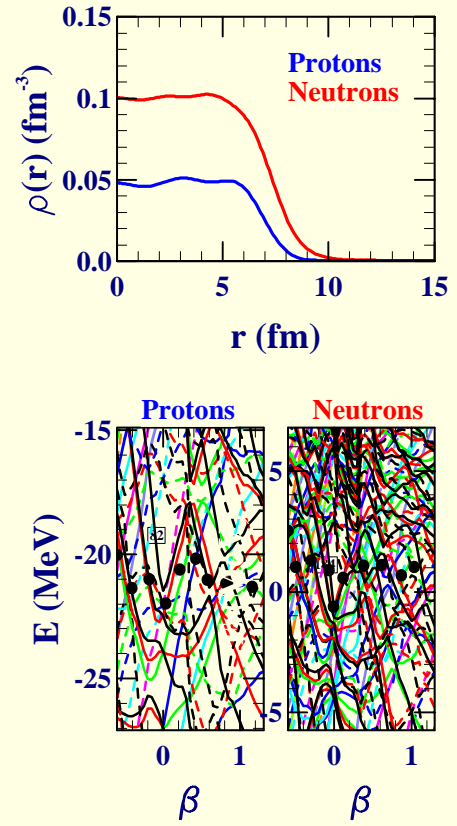 0.15
Protons
Neutrons
0.1
0.05
0.0
ρ(r) (fm-3)
0 5 10 15
r (fm)
Protons Neutrons
-15
-20
-25
E (MeV)
82
5
0
-5
0 1
0 1
β β